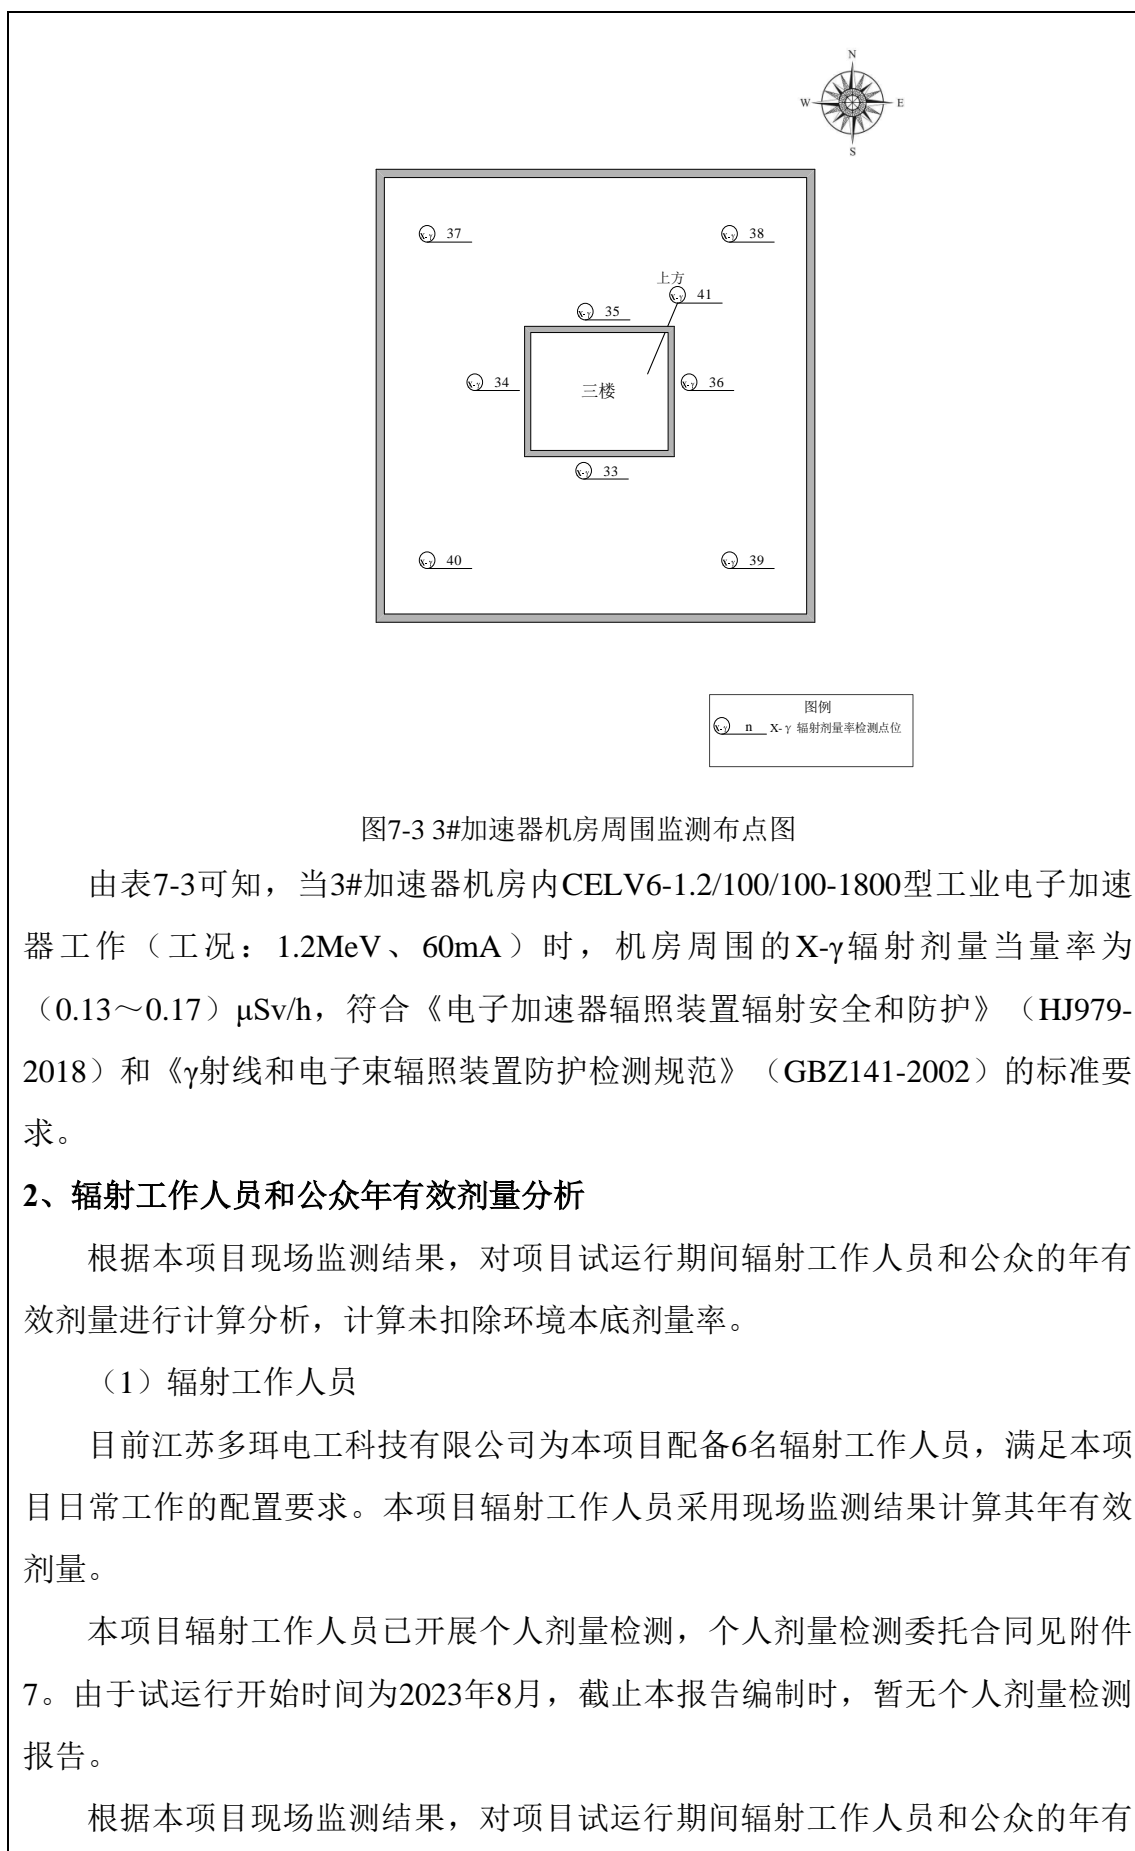 N
W E
S
X-γ 37
X-γ 38
上方
X-γ 41
X-γ 35
X-γ 34
三楼
X-γ 36
X-γ 33
X-γ 40
X-γ 39
图例
X-γ n X-γ 辐射剂量率检测点位
图7-3 3#加速器机房周围监测布点图
由表7-3可知，当3#加速器机房内CELV6-1.2/100/100-1800型工业电子加速
器工作（工况：1.2MeV、60mA）时，机房周围的X-γ辐射剂量当量率为
（0.13～0.17）μSv/h，符合《电子加速器辐照装置辐射安全和防护》（HJ979-
2018）和《γ射线和电子束辐照装置防护检测规范》（GBZ141-2002）的标准要
求。
2、辐射工作人员和公众年有效剂量分析
根据本项目现场监测结果，对项目试运行期间辐射工作人员和公众的年有
效剂量进行计算分析，计算未扣除环境本底剂量率。
（1）辐射工作人员
目前江苏多珥电工科技有限公司为本项目配备6名辐射工作人员，满足本项
目日常工作的配置要求。本项目辐射工作人员采用现场监测结果计算其年有效
剂量。
本项目辐射工作人员已开展个人剂量检测，个人剂量检测委托合同见附件
7。由于试运行开始时间为2023年8月，截止本报告编制时，暂无个人剂量检测
报告。
根据本项目现场监测结果，对项目试运行期间辐射工作人员和公众的年有